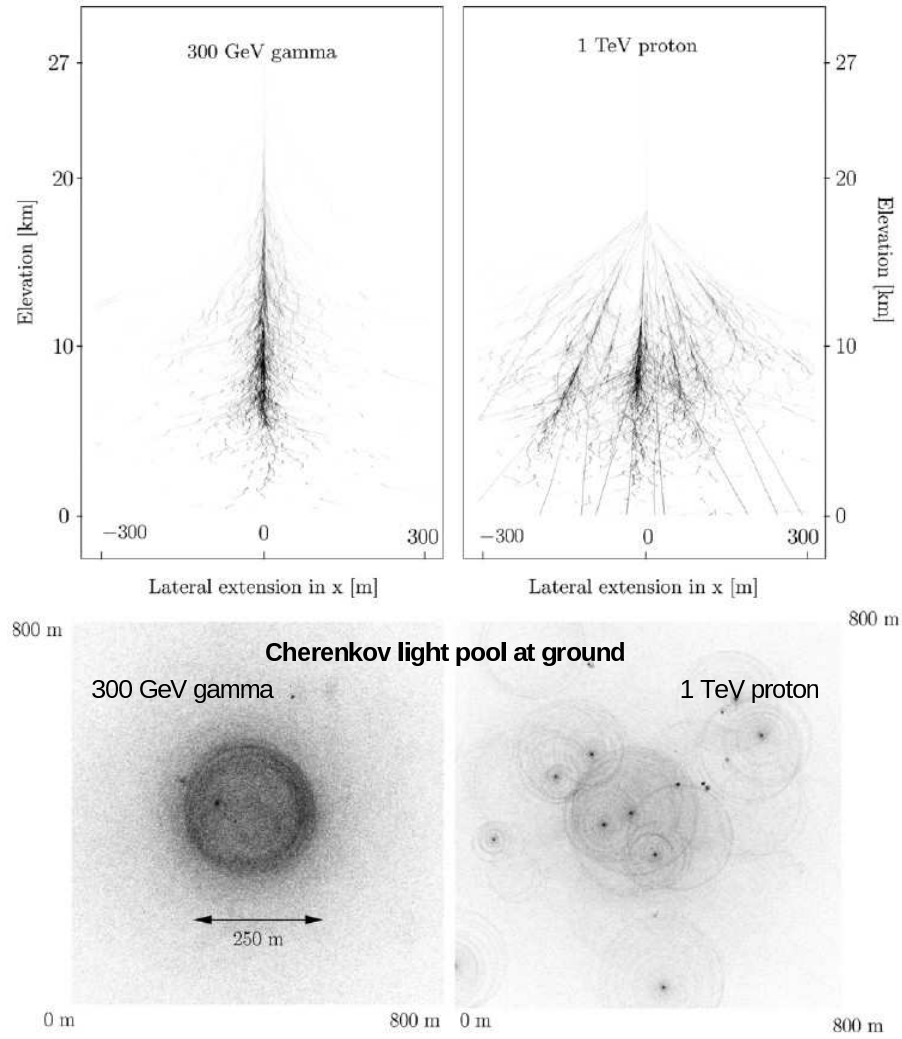 300 GeV gamma
1 TeV proton
27
27
20
20
Elevation [km]
Elevation [km]
10
10
0
0
−300
0
300
−300
0
300
Lateral extension in x [m]
Lateral extension in x [m]
800 m
800 m
Cherenkov light pool at ground
300 GeV gamma
1 TeV proton
250 m
0 m
800 m
0 m
800 m